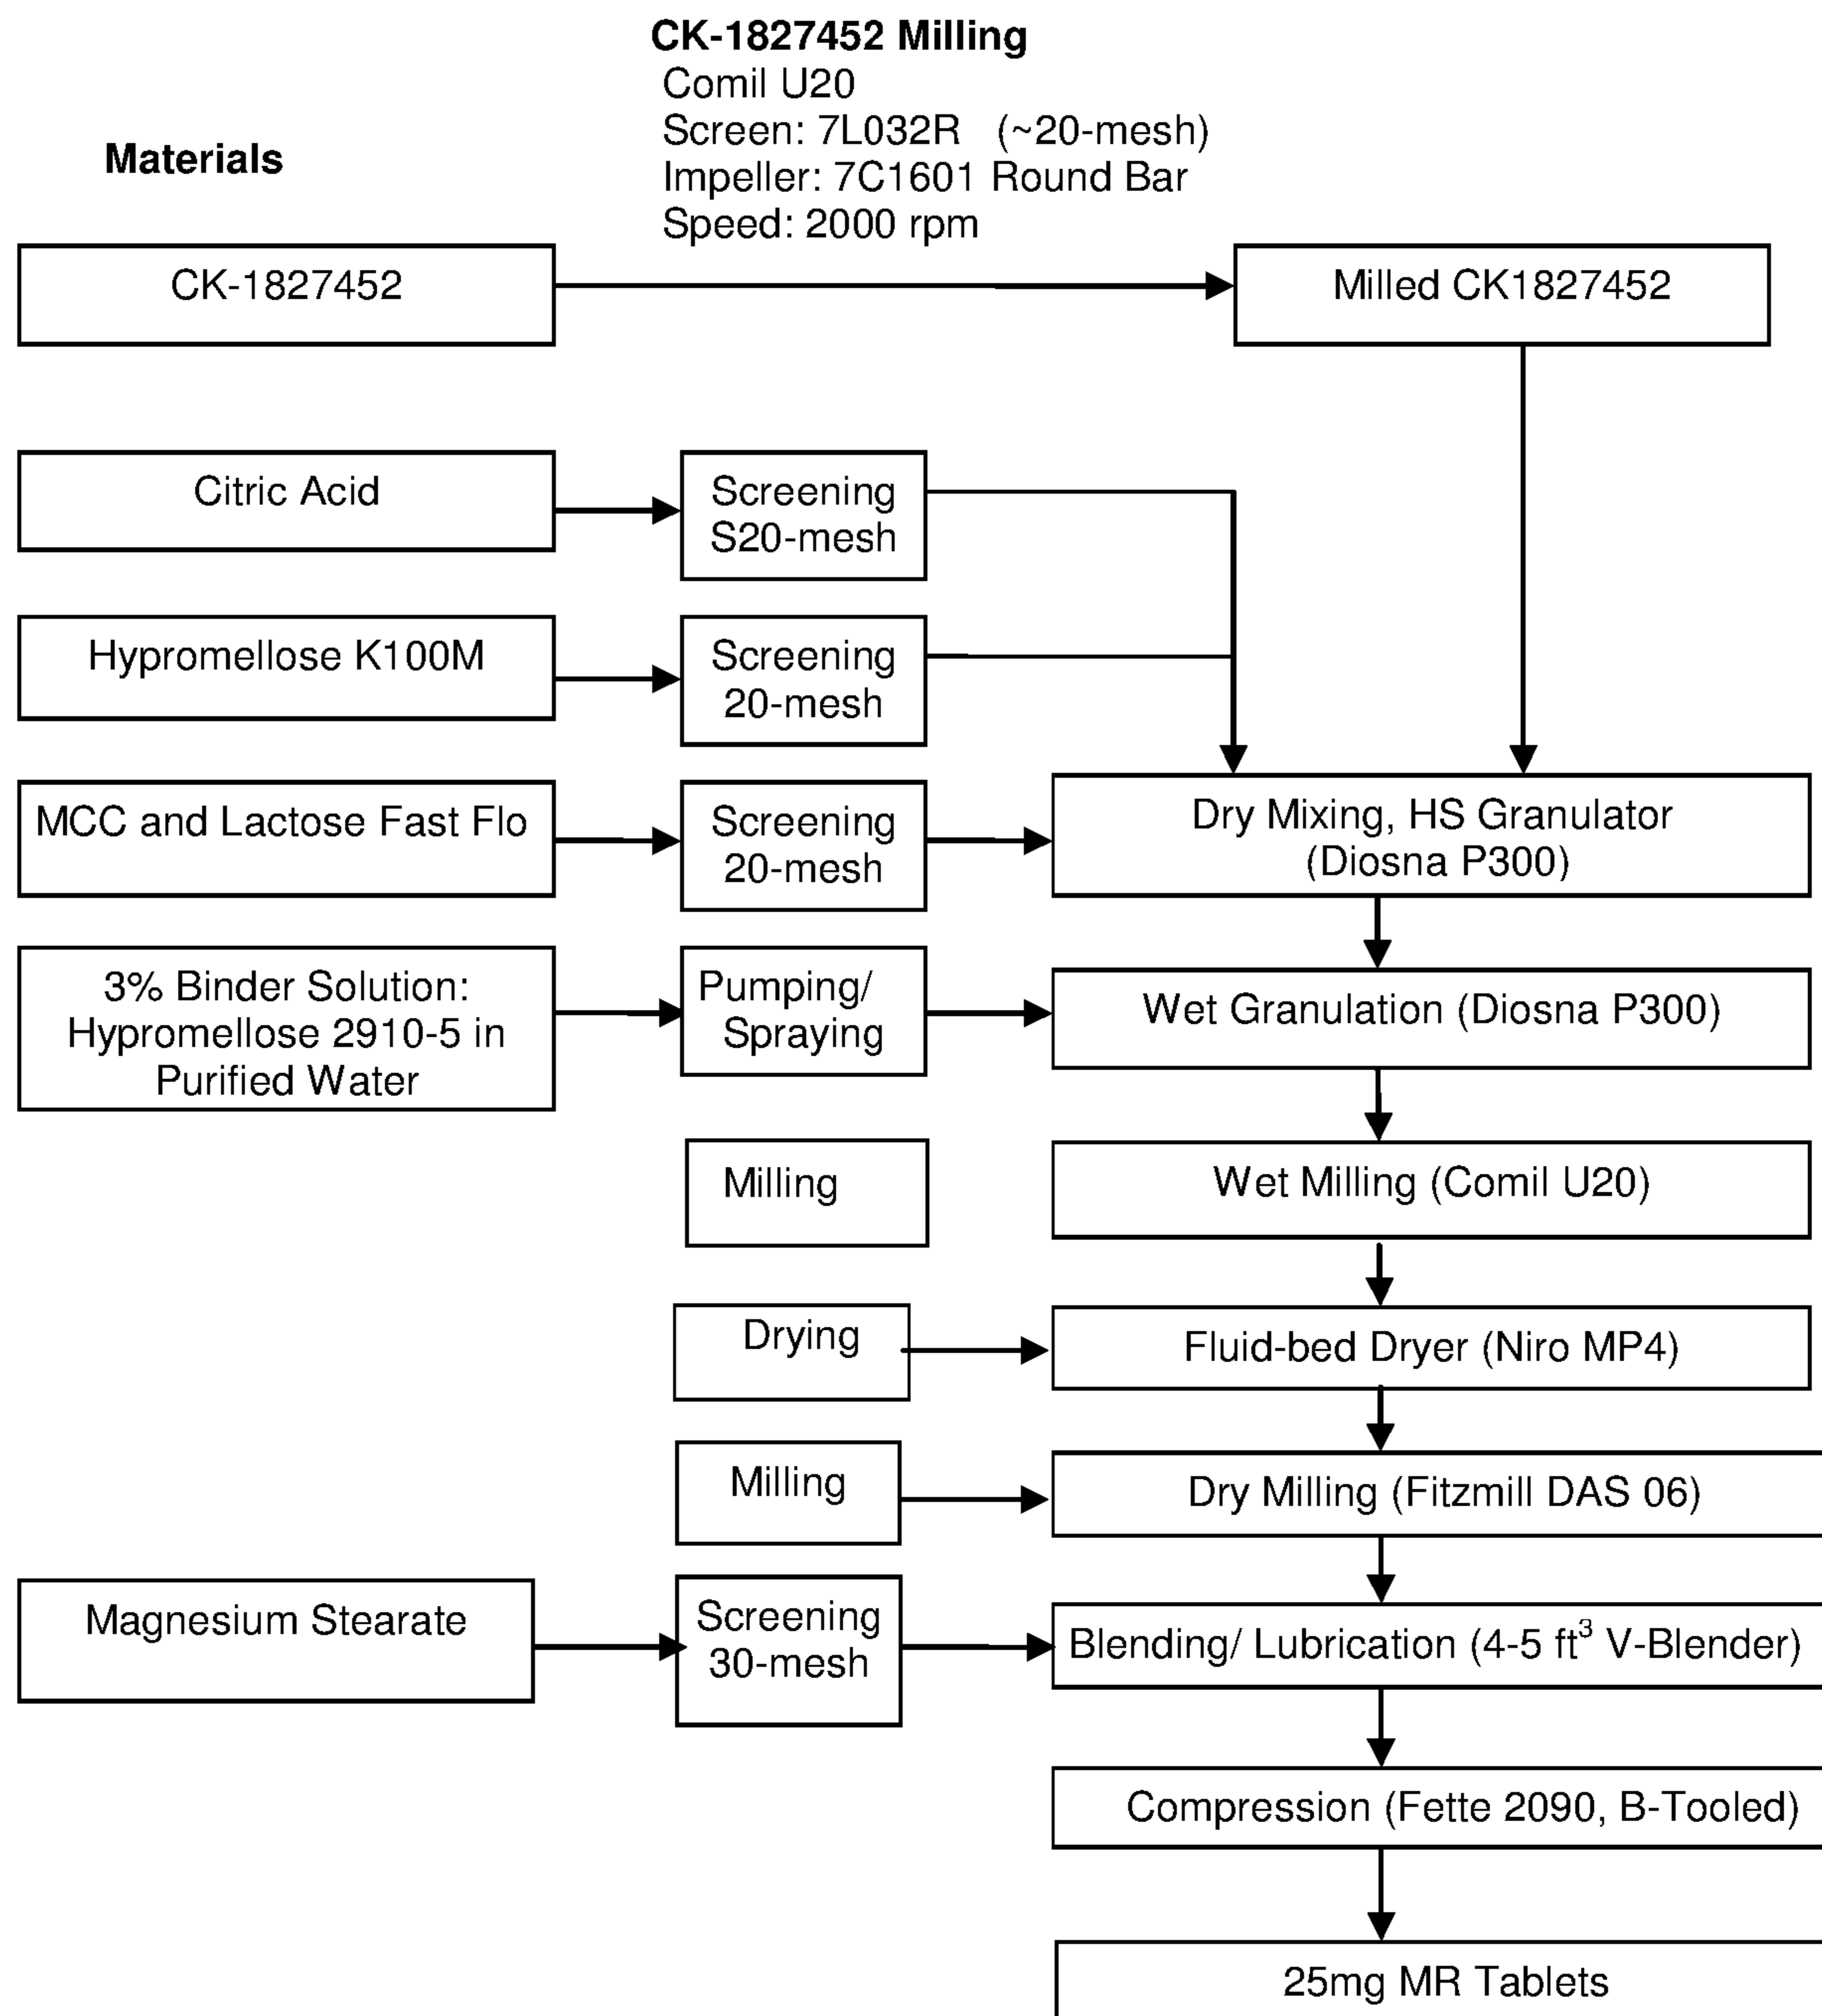 CK-1827452 Milling
Comil U20
Screen: 7L032R (~20-mesh)
Impeller: 7C1601 Round Bar
Speed: 2000 rpm
Materials
CK-1827452
Milled CK1827452
Citric Acid
Screening
S20-mesh
Hypromellose K100M
Screening
20-mesh
MCC and Lactose Fast Flo
Screening
20-mesh
Dry Mixing, HS Granulator
(Diosna P300)
3% Binder Solution:
Hypromellose 2910-5 in
Purified Water
Pumping/
Spraying
Wet Granulation (Diosna P300)
Milling
Wet Milling (Comil U20)
Drying
Fluid-bed Dryer (Niro MP4)
Milling
Dry Milling (Fitzmill DAS 06)
Magnesium Stearate
Screening
30-mesh
Blending/ Lubrication (4-5 ft³ V-Blender)
Compression (Fette 2090, B-Tooled)
25mg MR Tablets